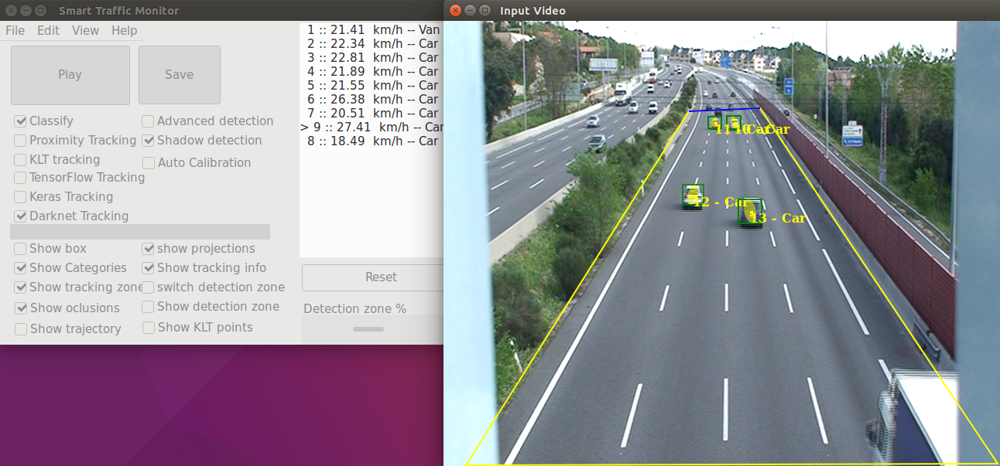 Smart Traffic Monitor
File Edit View Help
Play
Save
Classify
Advanced detection
Proximity Tracking
Shadow detection
KLT tracking
Auto Calibration
TensorFlow Tracking
Keras Tracking
Darknet Tracking
Show box
show projections
Show Categories
Show tracking info
Show tracking zone
switch detection zone
Show oclusions
Show detection zone
Show trajectory
Show KLT points
1 :: 21.41 km/h -- Van
2 :: 22.34 km/h -- Car
3 :: 22.81 km/h -- Car
4 :: 21.89 km/h -- Car
5 :: 21.55 km/h -- Car
6 :: 26.38 km/h -- Car
7 :: 20.51 km/h -- Car
> 9 :: 27.41 km/h -- Car
8 :: 18.49 km/h -- Car
Reset
Detection zone %
Input Video
11 10 - Car Car
12 - Car
13 - Car